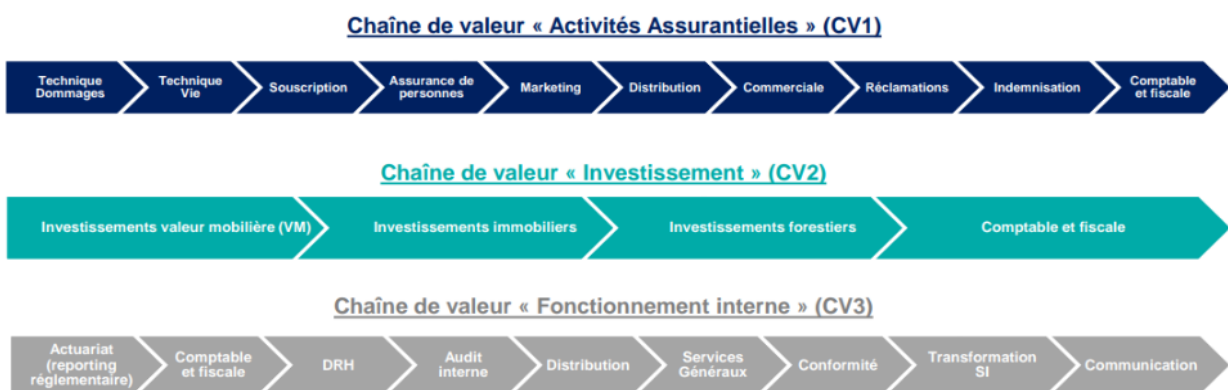 Chaîne de valeur « Activités Assurantielles » (CV1)
Technique
Dommages
Technique
Vie
Souscription
Assurance de
personnes
Marketing
Distribution
Commerciale
Réclamations
Indemnisation
Comptable
et fiscale
Chaîne de valeur « Investissement » (CV2)
Investissements valeur mobilière (VM)
Investissements immobiliers
Investissements forestiers
Comptable et fiscale
Chaîne de valeur « Fonctionnement interne » (CV3)
Actuariat
(reporting
réglementaire)
Comptable
et fiscale
DRH
Audit
interne
Distribution
Services
Généraux
Conformité
Transformation
SI
Communication